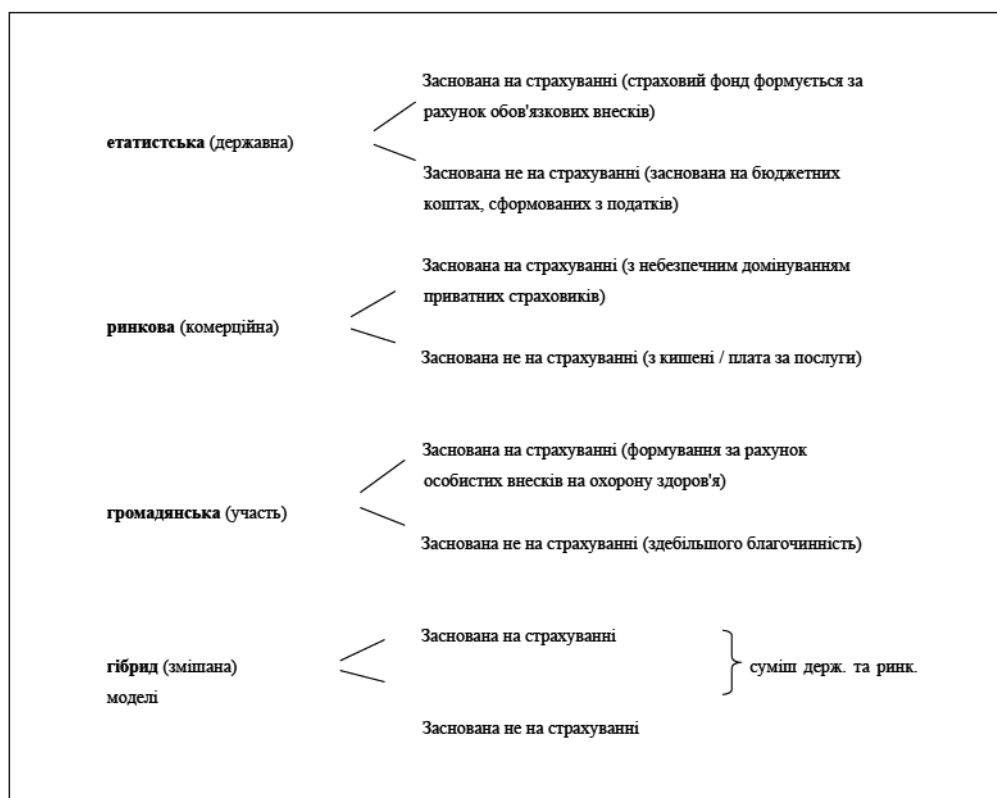 Заснована на страхуванні (страховий фонд формується за
рахунок обов'язкових внесків)
етатистська (державна)
Заснована не на страхуванні (заснована на бюджетних
коштах, сформованих з податків)
Заснована на страхуванні (з небезпечним домінуванням
приватних страховиків)
ринкова (комерційна)
Заснована не на страхуванні (з кишені / плата за послуги)
Заснована на страхуванні (формування за рахунок
особистих внесків на охорону здоров'я)
громадянська (участь)
Заснована не на страхуванні (здебільшого благочинність)
Заснована на страхуванні
гібрид (змішана)
суміш держ. та ринк.
моделі
Заснована не на страхуванні